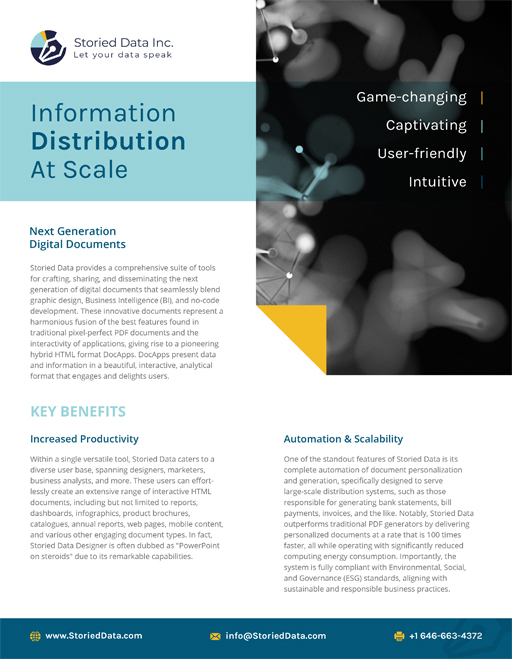 Storied Data Inc.
Let your data speak
Information
Distribution
At Scale
Game-changing
Captivating
User-friendly
Intuitive
Next Generation
Digital Documents
Storied Data provides a comprehensive suite of tools
for crafting, sharing, and disseminating the next
generation of digital documents that seamlessly blend
graphic design, Business Intelligence (BI), and no-code
development. These innovative documents represent a
harmonious fusion of the best features found in
traditional pixel-perfect PDF documents and the
interactivity of applications, giving rise to a pioneering
hybrid HTML format DocApps. DocApps present data
and information in a beautiful, interactive, analytical
format that engages and delights users.
KEY BENEFITS
Increased Productivity
Within a single versatile tool, Storied Data caters to a
diverse user base, spanning designers, marketers,
business analysts, and more. These users can effort-
lessly create an extensive range of interactive HTML
documents, including but not limited to reports,
dashboards, infographics, product brochures,
catalogues, annual reports, web pages, mobile content,
and various other engaging document types. In fact,
Storied Data Designer is often dubbed as "PowerPoint
on steroids" due to its remarkable capabilities.
Automation & Scalability
One of the standout features of Storied Data is its
complete automation of document personalization
and generation, specifically designed to serve
large-scale distribution systems, such as those
responsible for generating bank statements, bill
payments, invoices, and the like. Notably, Storied Data
outperforms traditional PDF generators by delivering
personalized documents at a rate that is 100 times
faster, all while operating with significantly reduced
computing energy consumption. Importantly, the
system is fully compliant with Environmental, Social,
and Governance (ESG) standards, aligning with
sustainable and responsible business practices.
www.StoriedData.com
info@StoriedData.com
+1 646-663-4372